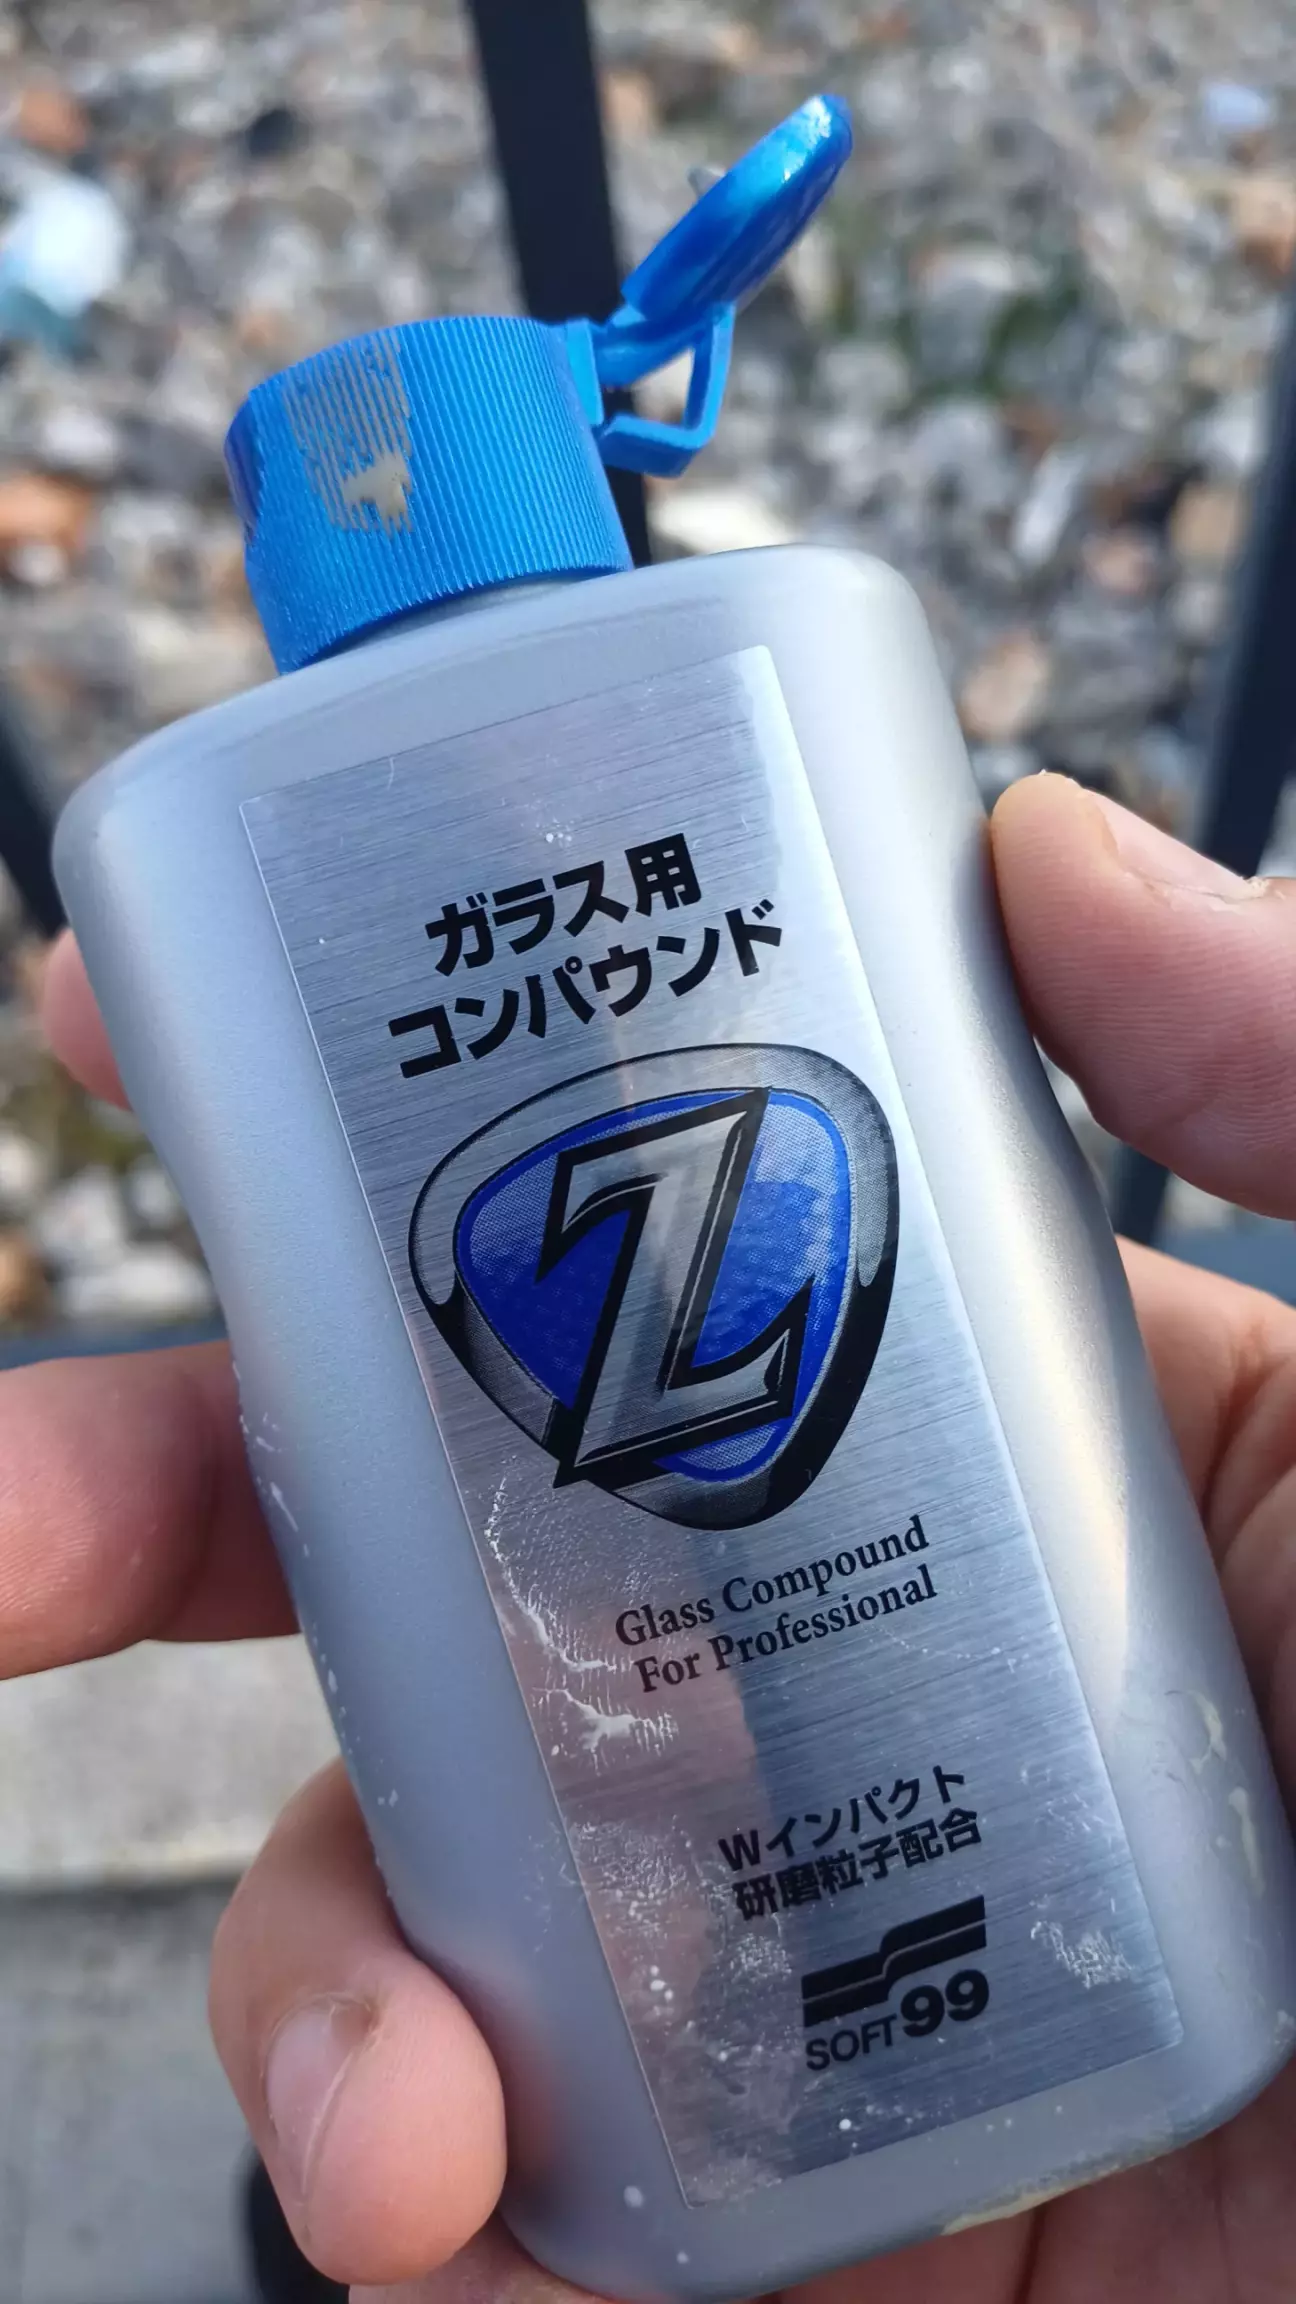 ガラス用
コンパウンド
Z
Glass Compound
For Professional
Wインパクト
研磨粒子配合
SOFT99